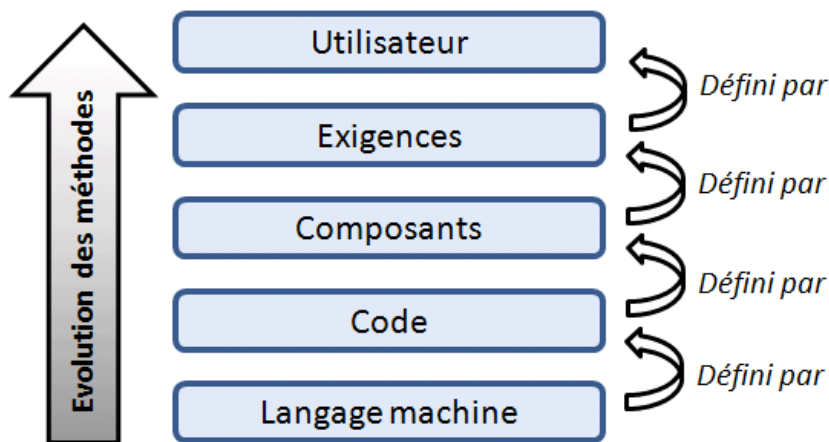 Utilisateur
Défini par
Exigences
Défini par
Composants
Défini par
Code
Défini par
Langage machine
Evolution des méthodes